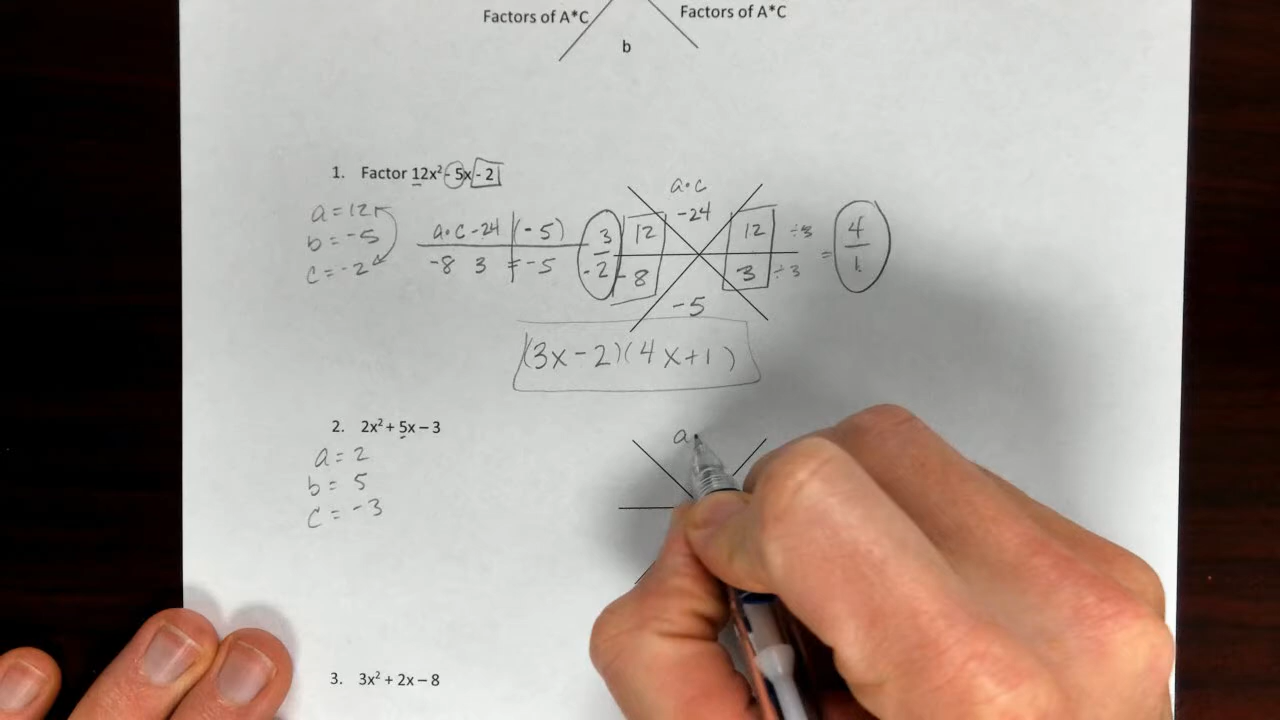 Factors of A*C Factors of A*C
b
1. Factor 12x² - 5x - 2
a = 12
b = -5
c = -2
a·c -24 (-5)
-8 3 = -5
3
-2
12
-8
a·c
-24
12 ÷3
3 ÷3
-5
= 4
1
(3x - 2)(4x + 1)
2. 2x² + 5x – 3
a = 2
b = 5
c = -3
a
3. 3x² + 2x – 8